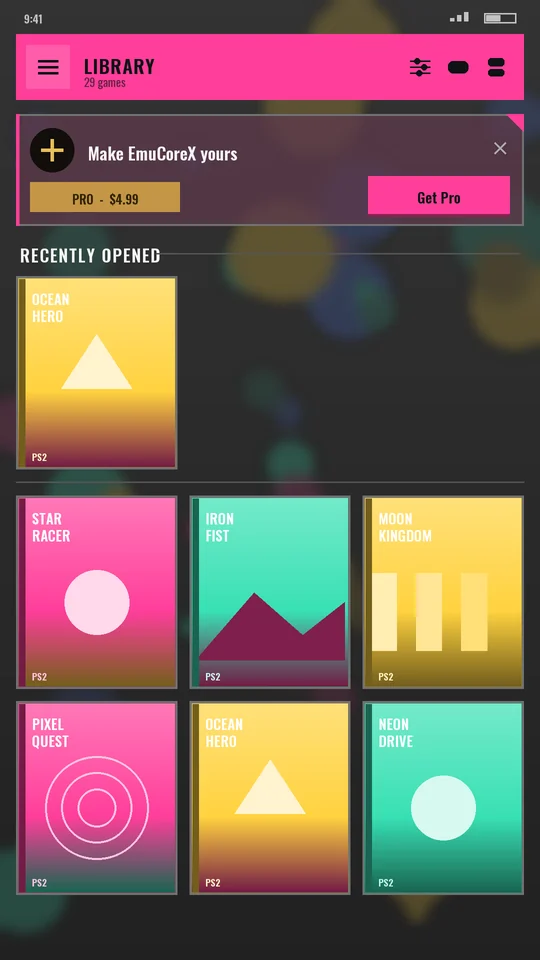 9:41
LIBRARY
29 games
Make EmuCoreX yours
PRO - $4.99
Get Pro
RECENTLY OPENED
OCEAN
HERO
PS2
STAR
RACER
PS2
IRON
FIST
PS2
MOON
KINGDOM
PS2
PIXEL
QUEST
PS2
OCEAN
HERO
PS2
NEON
DRIVE
PS2